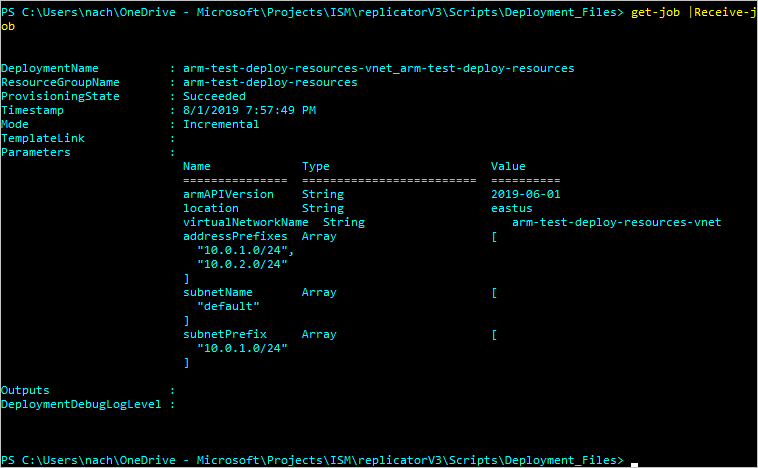 PS C:\Users\nach\OneDrive - Microsoft\Projects\ISM\replicatorV3\Scripts\Deployment_Files> get-job |Receive-j
ob
DeploymentName          : arm-test-deploy-resources-vnet_arm-test-deploy-resources
ResourceGroupName       : arm-test-deploy-resources
ProvisioningState       : Succeeded
Timestamp               : 8/1/2019 7:57:49 PM
Mode                    : Incremental
TemplateLink            :
Parameters              :
                          Name             Type                       Value
                          ===============  =========================  ==========
                          armAPIVersion    String                     2019-06-01
                          location         String                     eastus
                          virtualNetworkName  String                     arm-test-deploy-resources-vnet
                          addressPrefixes  Array                      [
                            "10.0.1.0/24",
                            "10.0.2.0/24"
                          ]
                          subnetName       Array                      [
                            "default"
                          ]
                          subnetPrefix     Array                      [
                            "10.0.1.0/24"
                          ]
Outputs                 :
DeploymentDebugLogLevel :
PS C:\Users\nach\OneDrive - Microsoft\Projects\ISM\replicatorV3\Scripts\Deployment_Files>